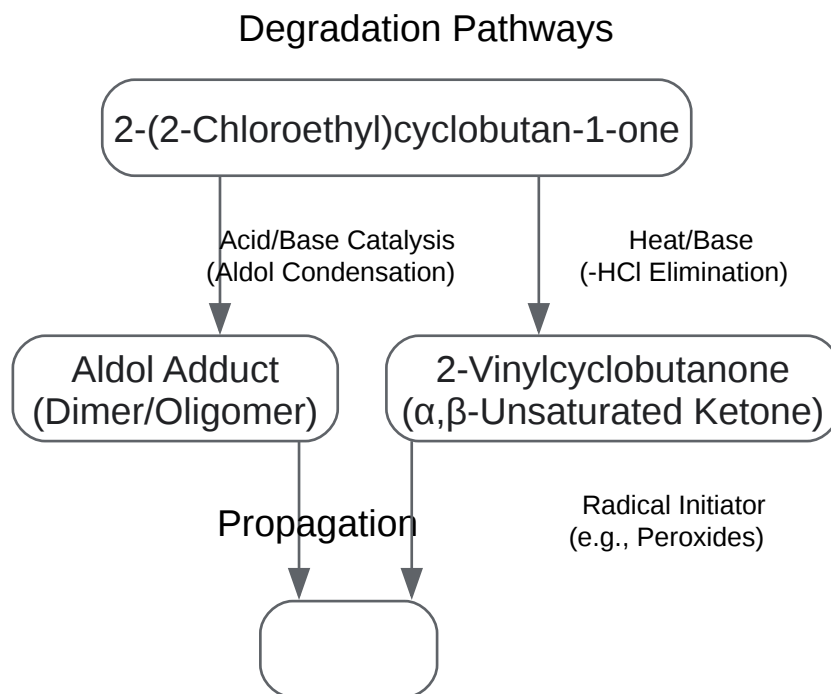 Degradation Pathways
2-(2-Chloroethyl)cyclobutan-1-one
Acid/Base Catalysis
(Aldol Condensation)
Heat/Base
(-HCl Elimination)
Aldol Adduct
(Dimer/Oligomer)
2-Vinylcyclobutanone
(α,β-Unsaturated Ketone)
Propagation
Radical Initiator
(e.g., Peroxides)